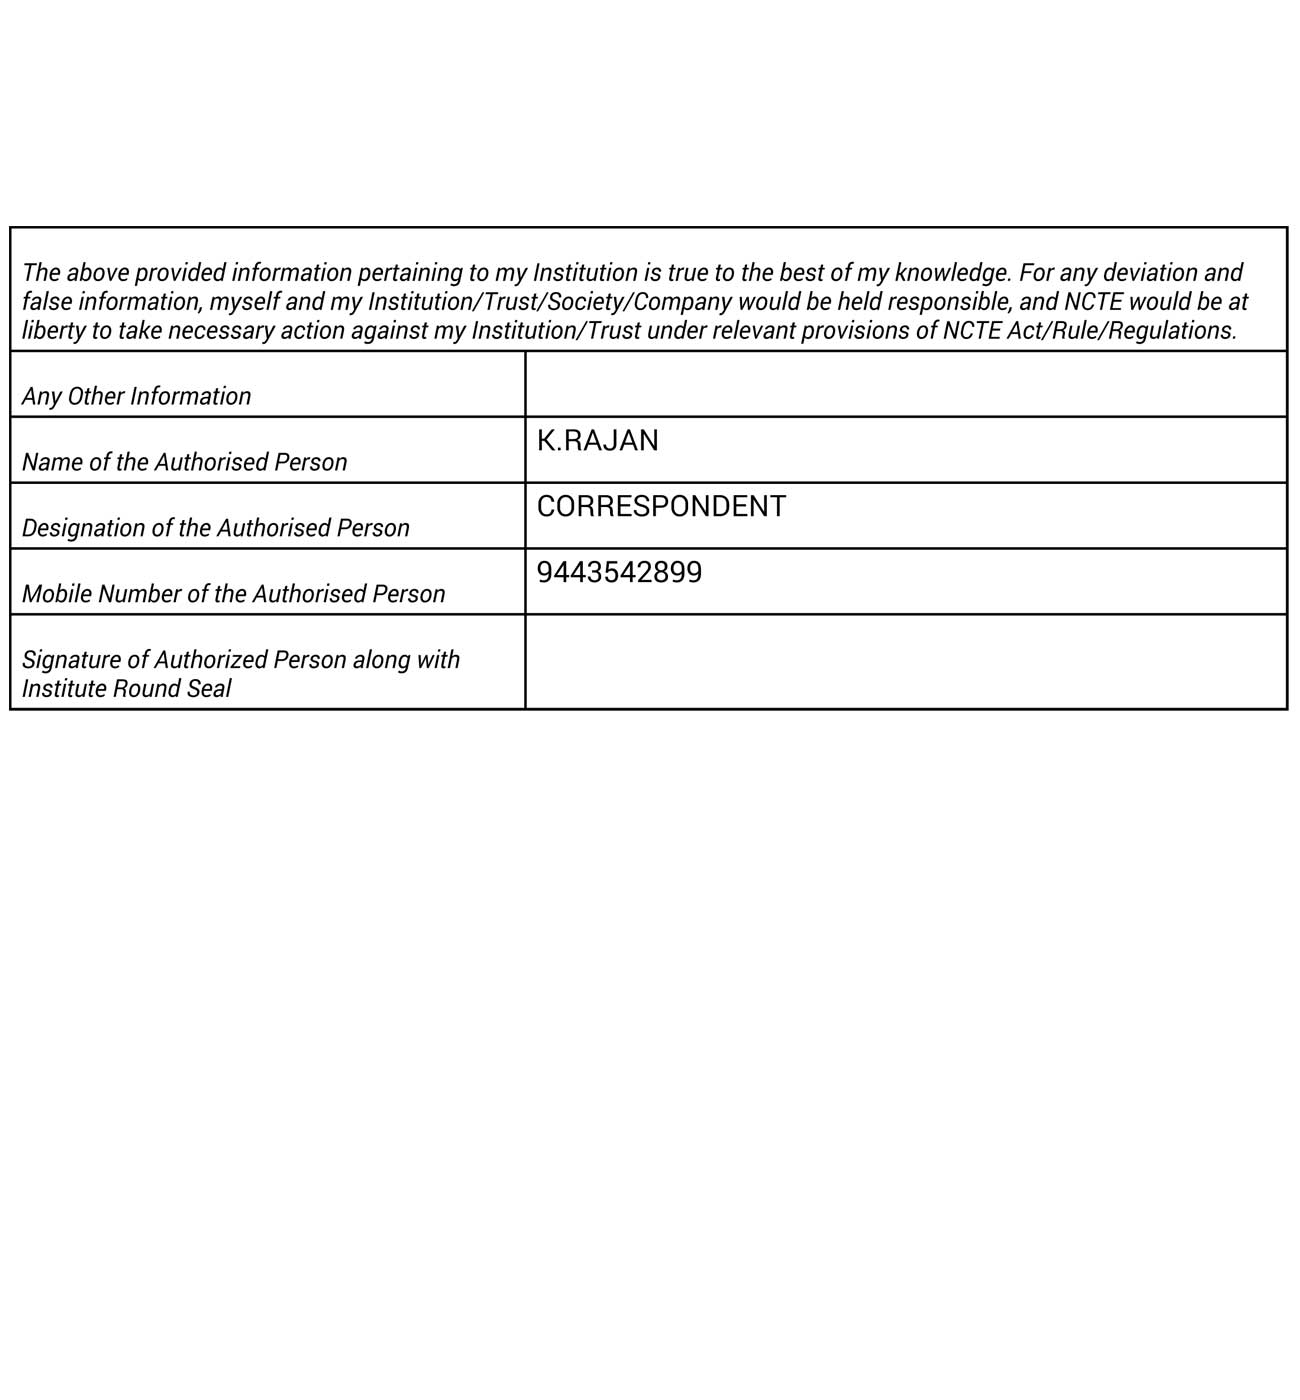 The above provided information pertaining to my Institution is true to the best of my knowledge. For any deviation and
false information, myself and my Institution/Trust/Society/Company would be held responsible, and NCTE would be at
liberty to take necessary action against my Institution/Trust under relevant provisions of NCTE Act/Rule/Regulations.
Any Other Information
Name of the Authorised Person
K.RAJAN
Designation of the Authorised Person
CORRESPONDENT
Mobile Number of the Authorised Person
9443542899
Signature of Authorized Person along with
Institute Round Seal